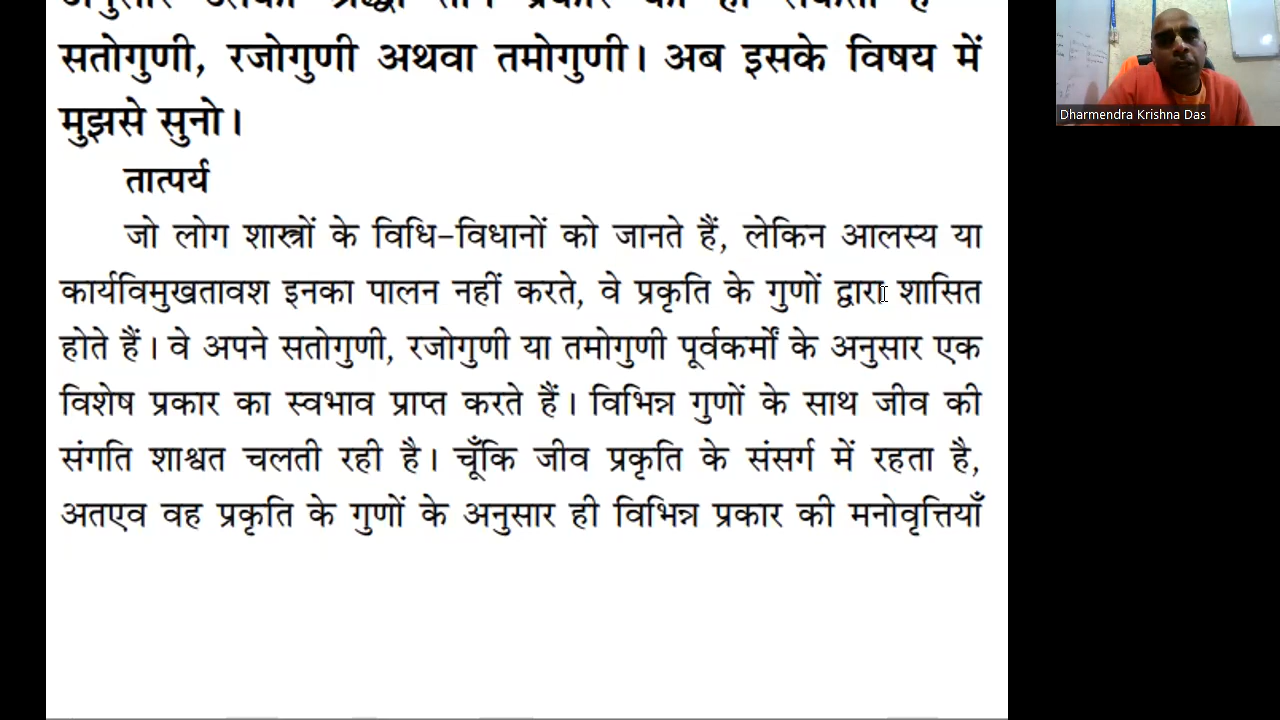 सतोगुणी, रजोगुणी अथवा तमोगुणी। अब इसके विषय में
मुझसे सुनो।
तात्पर्य
जो लोग शास्त्रों के विधि-विधानों को जानते हैं, लेकिन आलस्य या
कार्यविमुखतावश इनका पालन नहीं करते, वे प्रकृति के गुणों द्वारा शासित
होते हैं। वे अपने सतोगुणी, रजोगुणी या तमोगुणी पूर्वकर्मों के अनुसार एक
विशेष प्रकार का स्वभाव प्राप्त करते हैं। विभिन्न गुणों के साथ जीव की
संगति शाश्वत चलती रही है। चूँकि जीव प्रकृति के संसर्ग में रहता है,
अतएव वह प्रकृति के गुणों के अनुसार ही विभिन्न प्रकार की मनोवृत्तियाँ
Dharmendra Krishna Das